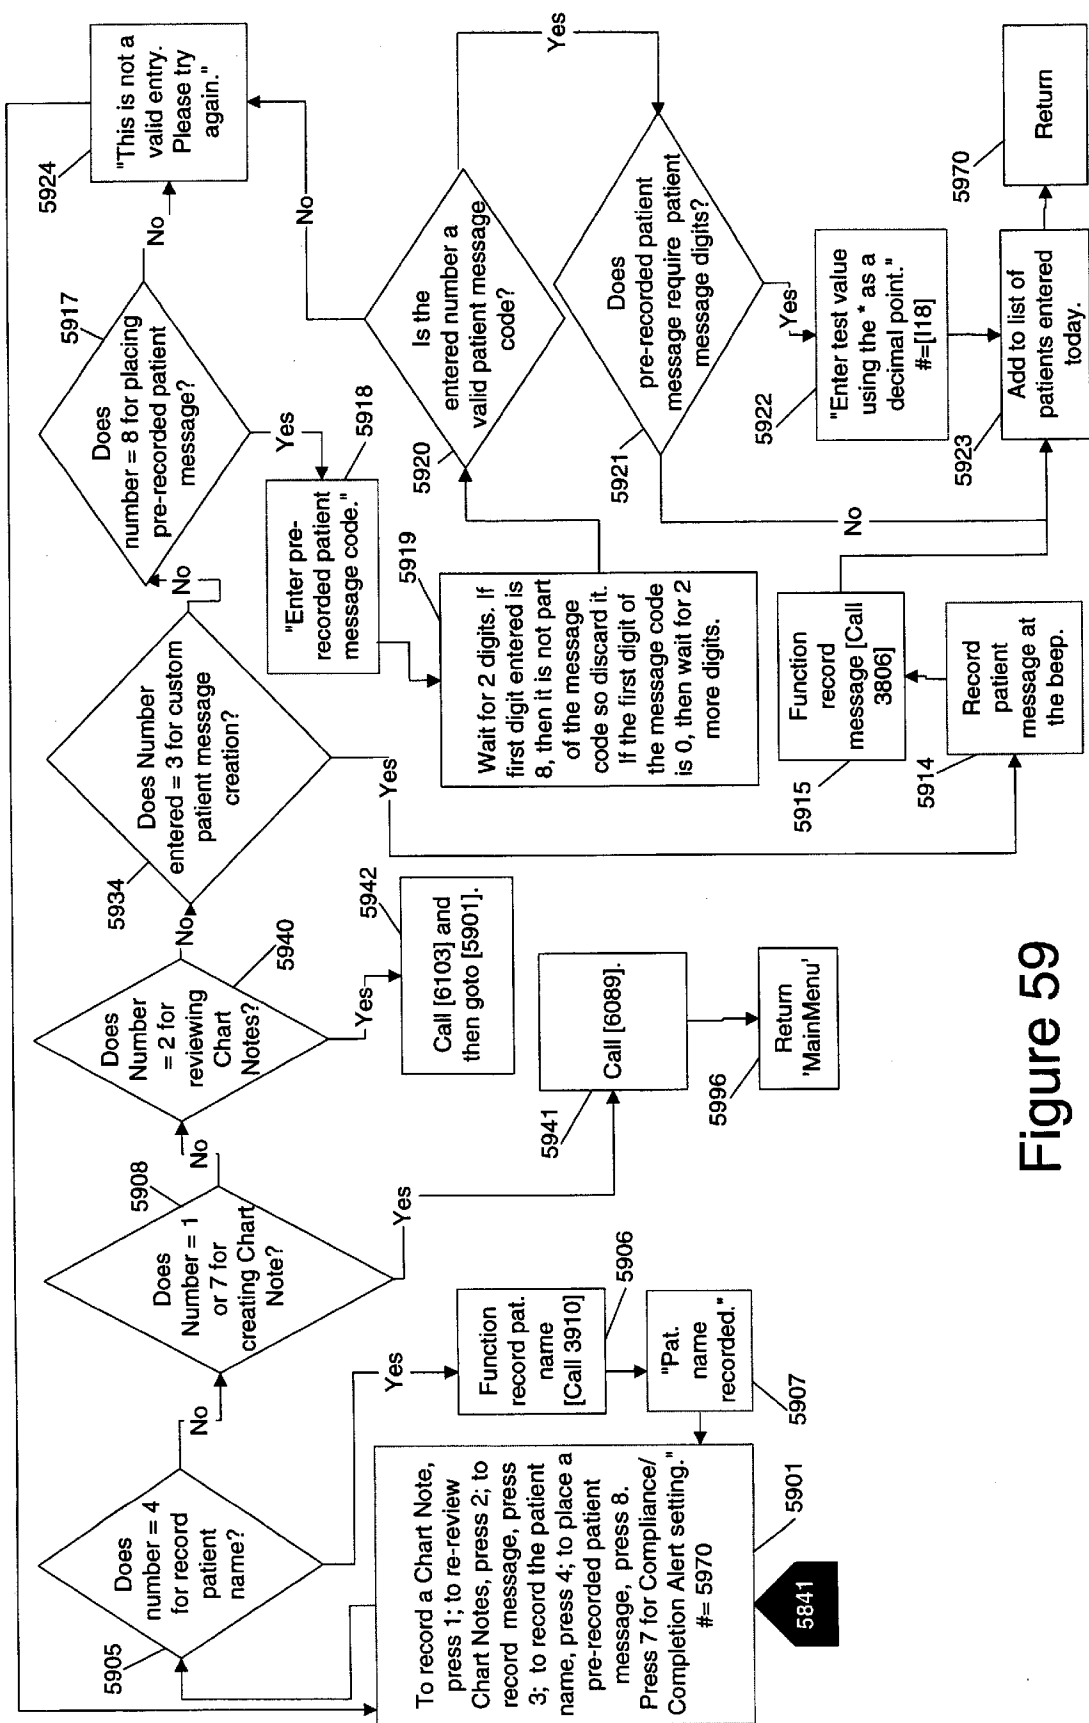 5841
To record a Chart Note,
press 1; to re-review
Chart Notes, press 2; to
record message, press
3; to record the patient
name, press 4; to place a
pre-recorded patient
message, press 8.
Press 7 for Compliance/
Completion Alert setting."
#= 5970
5901
5905
Does
number = 4
for record
patient
name?
No
Yes
Function
record pat.
name
[Call 3910]
5906
"Pat.
name
recorded."
5907
5908
Does
Number = 1
or 7 for
creating Chart
Note?
No
Yes
5941
Call [6089].
5996
Return
'MainMenu'
5940
Does
Number
= 2 for
reviewing
Chart
Notes?
No
Yes
5942
Call [6103] and
then goto [5901].
5934
Does Number
entered = 3 for custom
patient message
creation?
No
Yes
5914
Record
patient
message at
the beep.
5915
Function
record
message [Call
3806]
5917
Does
number = 8 for placing
pre-recorded patient
message?
No
Yes
5918
"Enter pre-
recorded patient
message code."
5919
Wait for 2 digits. If
first digit entered is
8, then it is not part
of the message
code so discard it.
If the first digit of
the message code
is 0, then wait for 2
more digits.
5920
Is the
entered number a
valid patient message
code?
No
Yes
5924
"This is not a
valid entry.
Please try
again."
5921
Does
pre-recorded patient
message require patient
message digits?
No
Yes
5922
"Enter test value
using the * as a
decimal point."
#=[I18]
5923
Add to list of
patients entered
today.
5970
Return
Figure 59